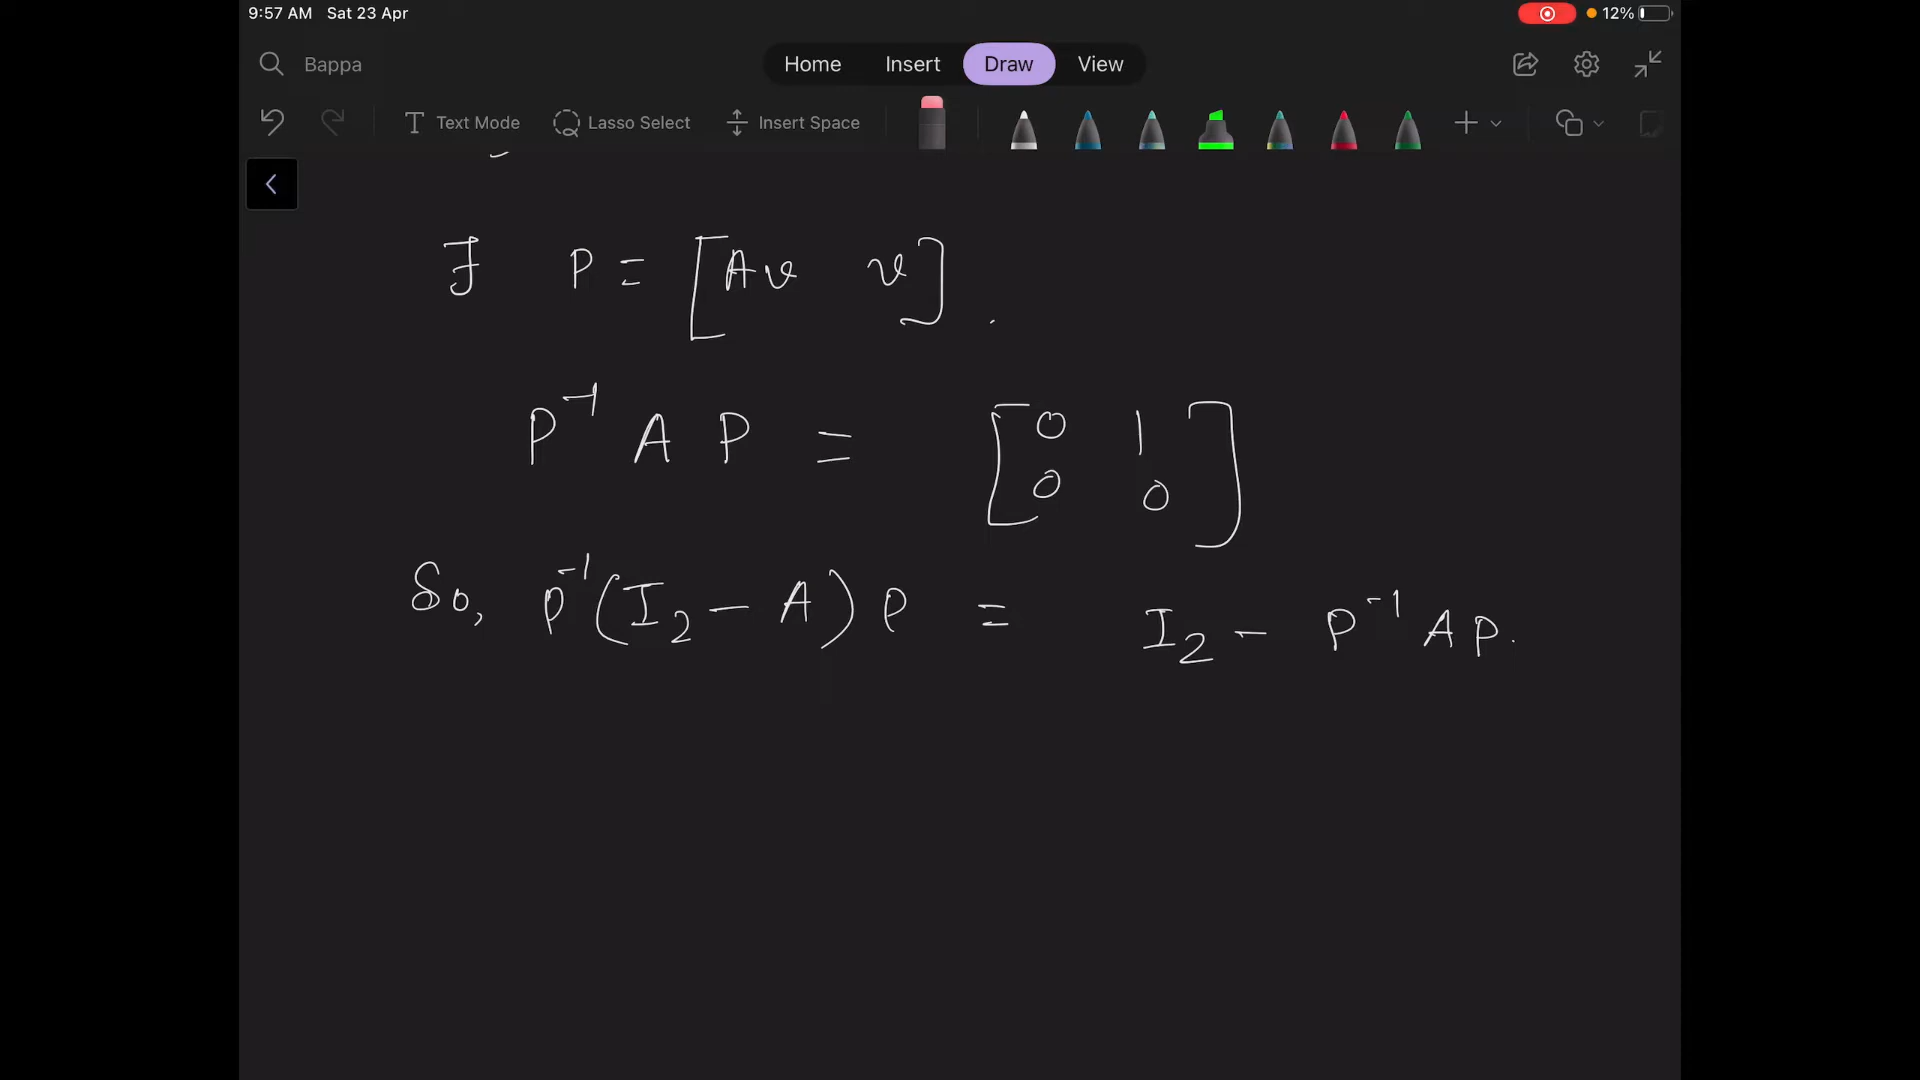 9:57 AM Sat 23 Apr 12%
Bappa Home Insert Draw View
Text Mode Lasso Select Insert Space
∃ P = [Av v].
P⁻¹ A P = [0 1
0 0]
So, P⁻¹(I₂ - A)P = I₂ - P⁻¹AP.